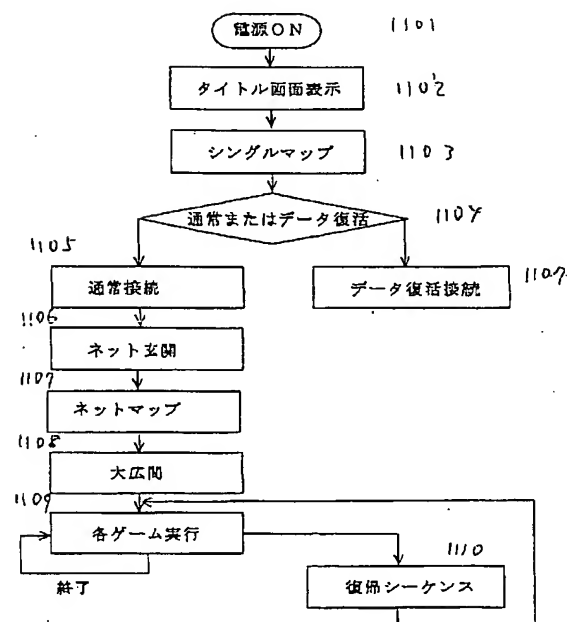 電源ON
1101
タイトル画面表示
1102
シングルマップ
1103
通常またはデータ復活
1104
1105
通常接続
データ復活接続
1107
1106
ネット玄関
1107
ネットマップ
1108
大広間
1109
各ゲーム実行
終了
1110
復帰シーケンス